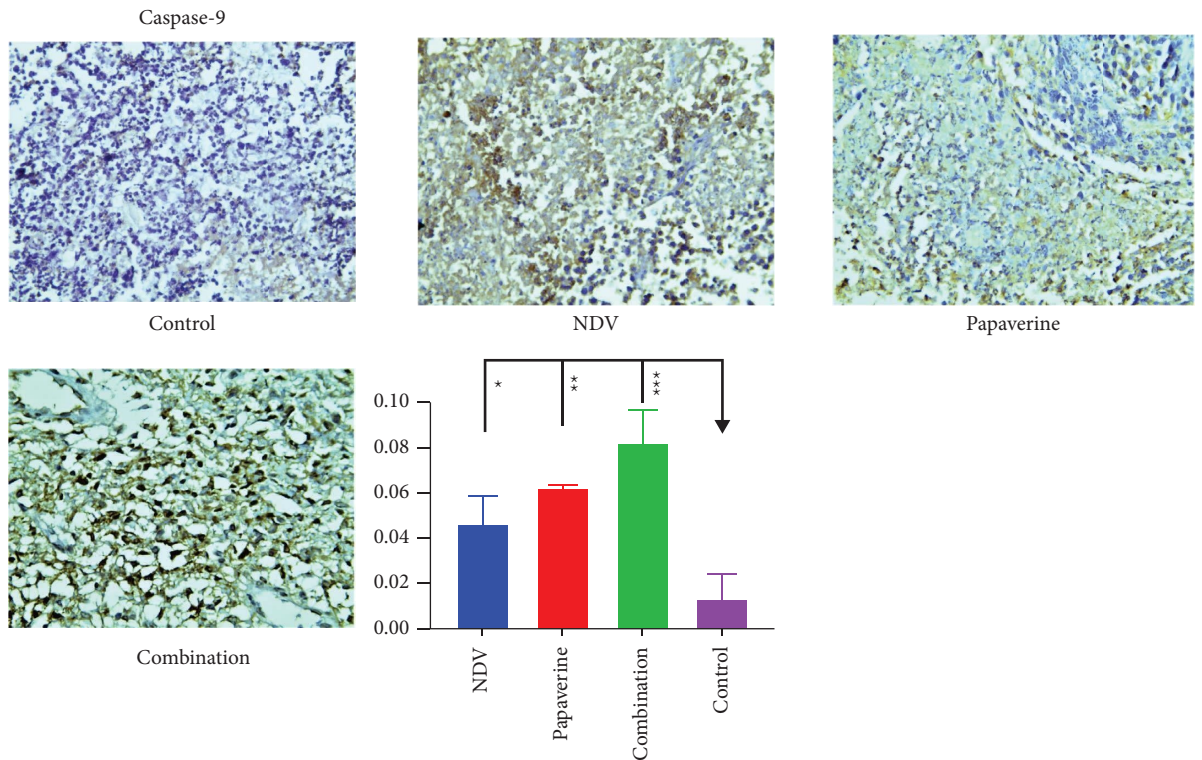 Caspase-9
Control
NDV
Papaverine
Combination
*
**
***
0.10
0.08
0.06
0.04
0.02
0.00
NDV
Papaverine
Combination
Control